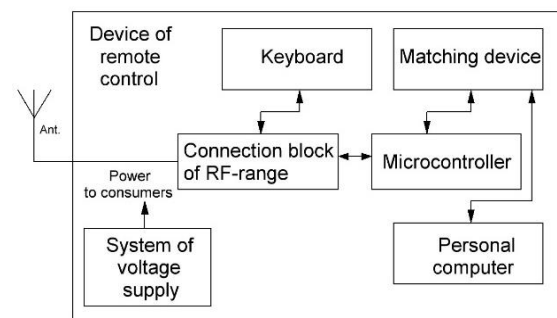 Device of
remote
control
Keyboard
Matching device
Ant.
Connection block
of RF-range
Microcontroller
Power
to consumers
System of
voltage
supply
Personal
computer